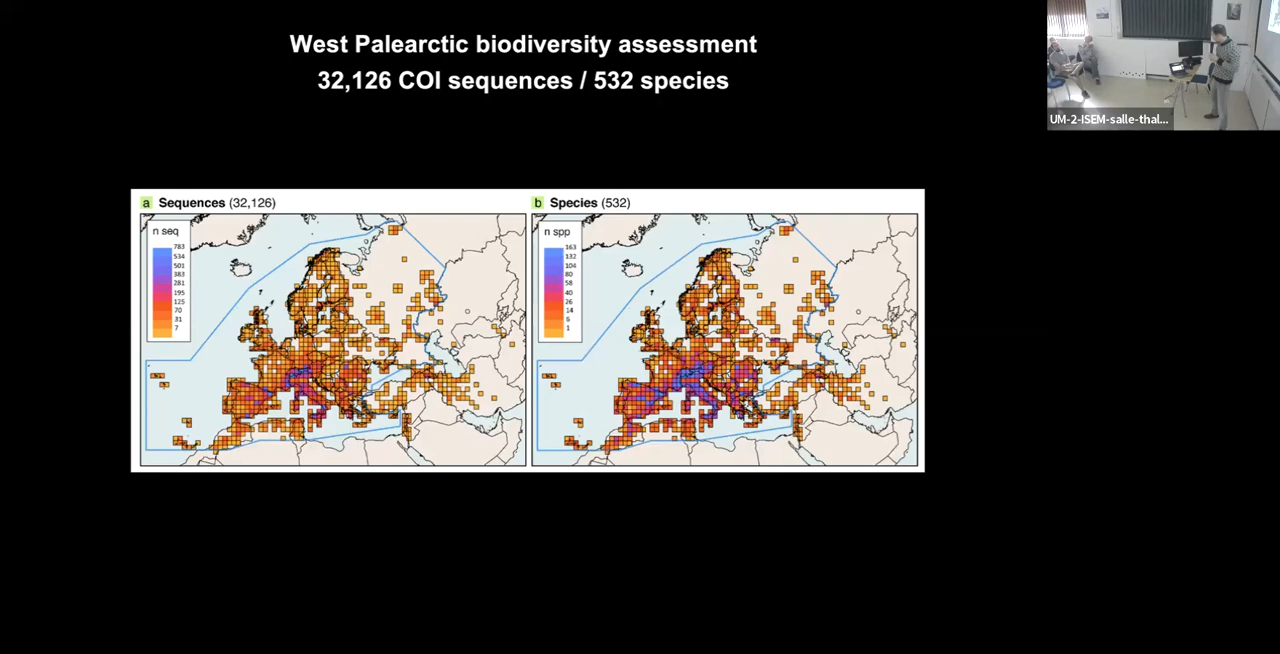 West Palearctic biodiversity assessment
32,126 COI sequences / 532 species
UM-2-ISEM-salle-thal...
a Sequences (32,126)
n seq
783
534
501
383
281
195
125
70
31
7
b Species (532)
n spp
163
132
104
80
58
40
26
14
6
1